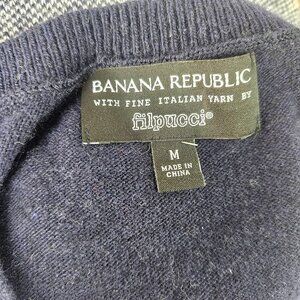 BANANA REPUBLIC
WITH FINE ITALIAN YARN BY
filpucci®
M
MADE IN
CHINA